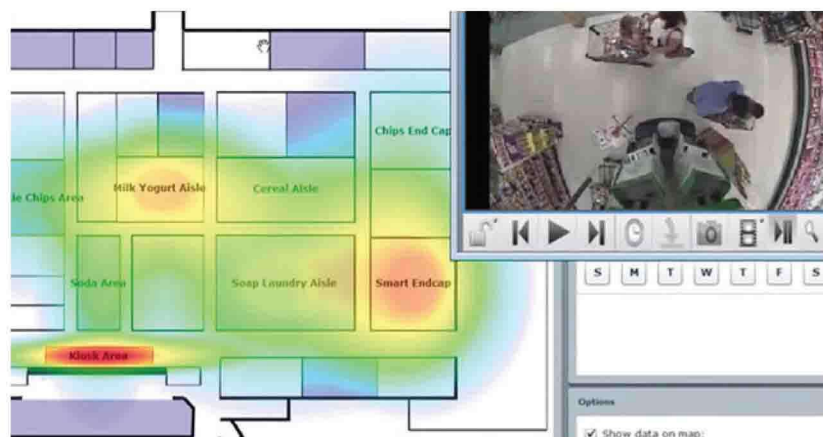 Chips End Cap
Milk Yogurt Aisle
Cereal Aisle
le Chips Area
Soda Area
Soap Laundry Aisle
Smart Endcap
Kiosk Area
S M T W T F S
Options
Show data on map: